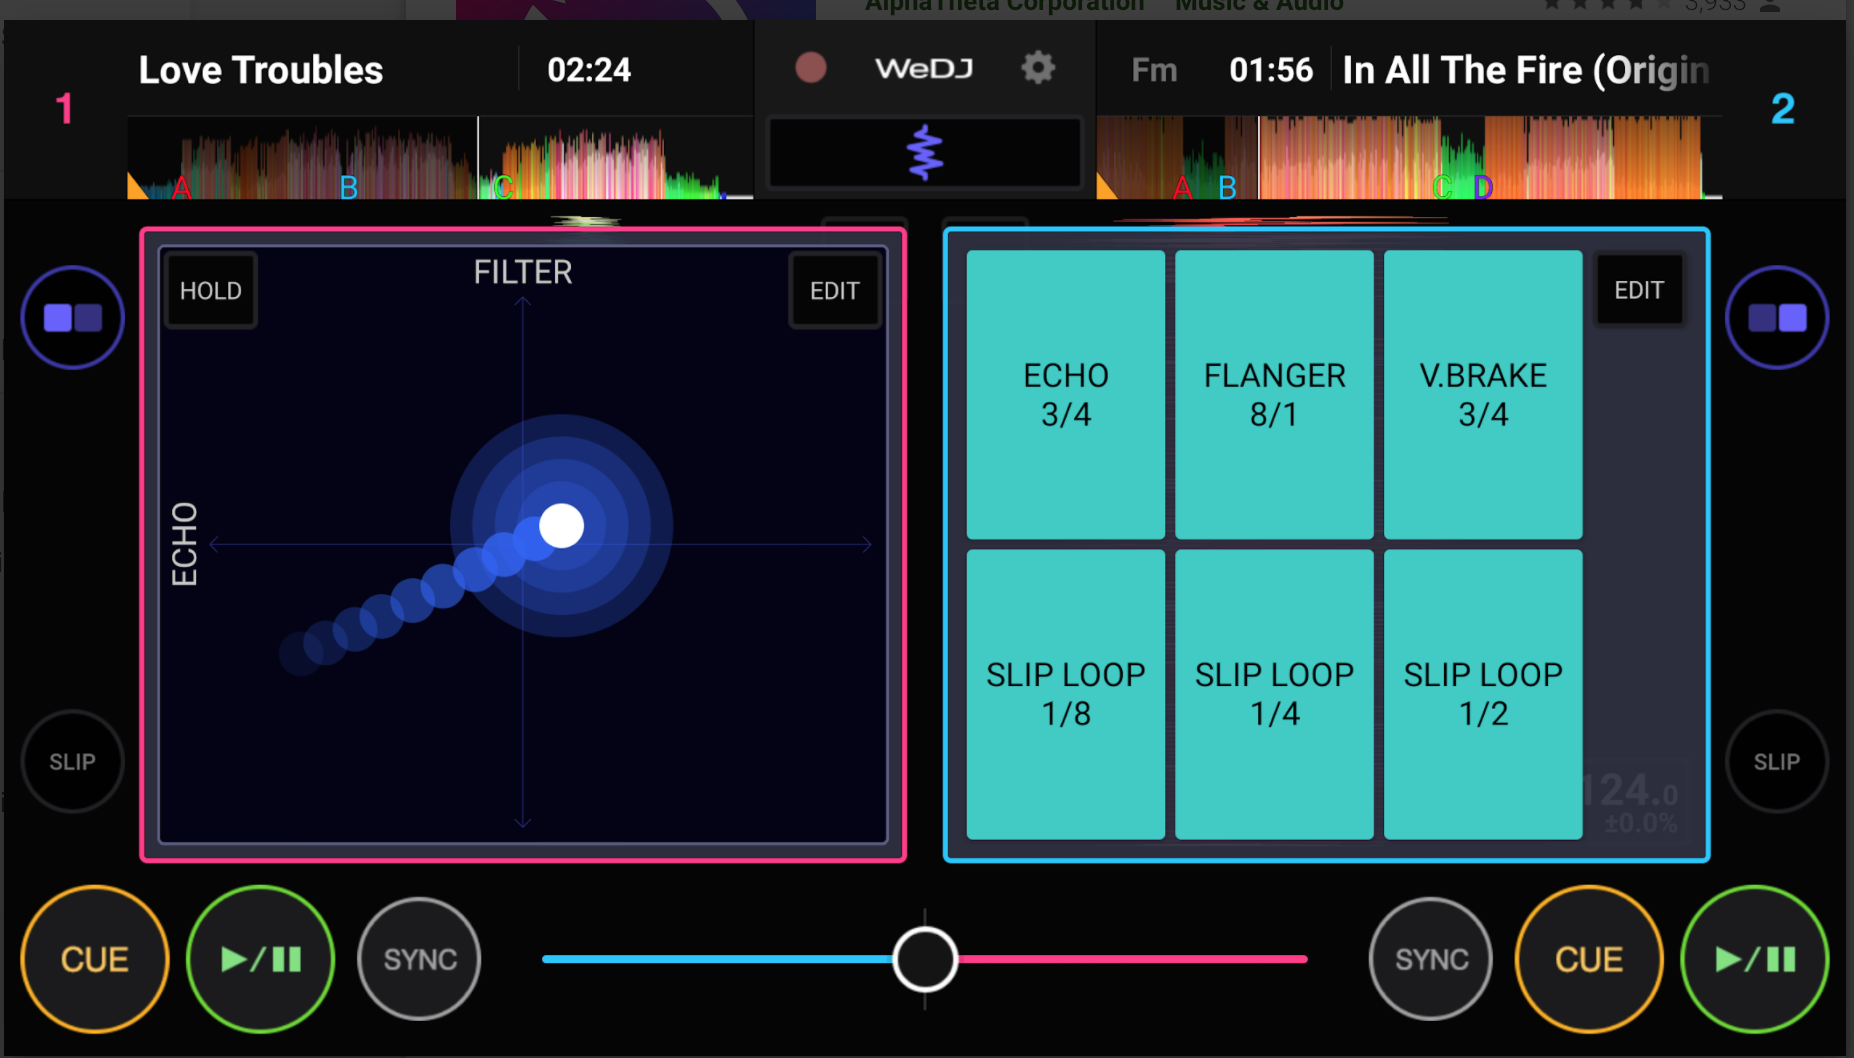 AlphaTheta Corporation Music & Audio
3,933
1
Love Troubles
02:24
WeDJ
Fm
01:56
In All The Fire (Origin
2
A
B
C
A
B
C
D
HOLD
FILTER
EDIT
ECHO
ECHO
3/4
FLANGER
8/1
V.BRAKE
3/4
EDIT
SLIP LOOP
1/8
SLIP LOOP
1/4
SLIP LOOP
1/2
124.0
±0.0%
SLIP
SLIP
CUE
SYNC
SYNC
CUE